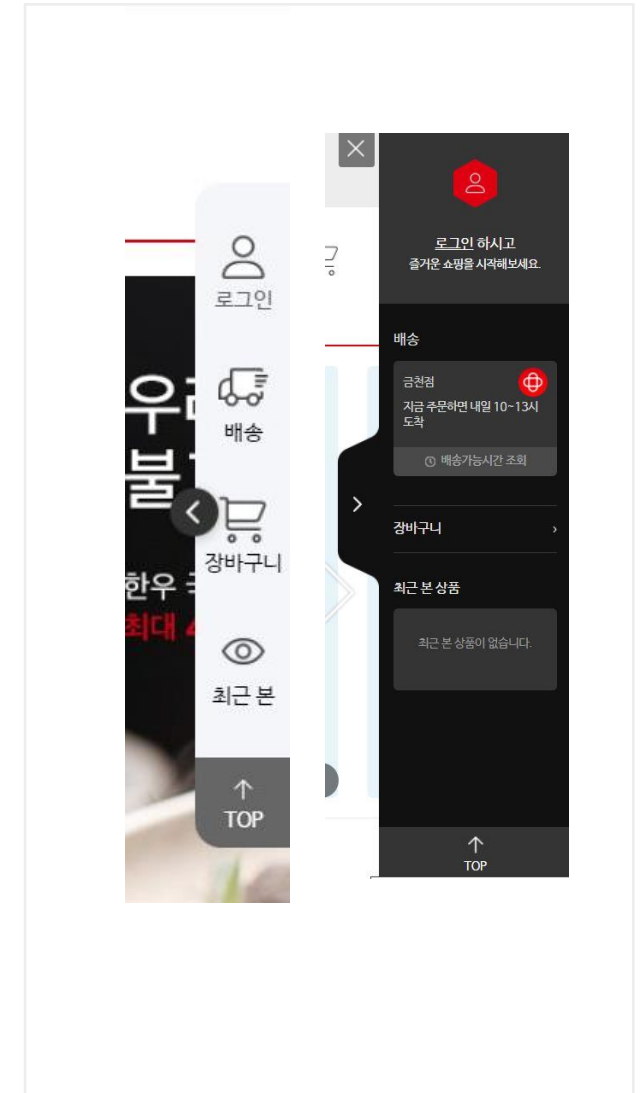 로그인
우리
불
배송
장바구니
한우
최대 4
최근 본
TOP
로그인 하시고
즐거운 쇼핑을 시작해보세요.
배송
금천점
지금 주문하면 내일 10~13시
도착
배송가능시간 조회
장바구니
최근 본 상품
최근 본 상품이 없습니다.
TOP